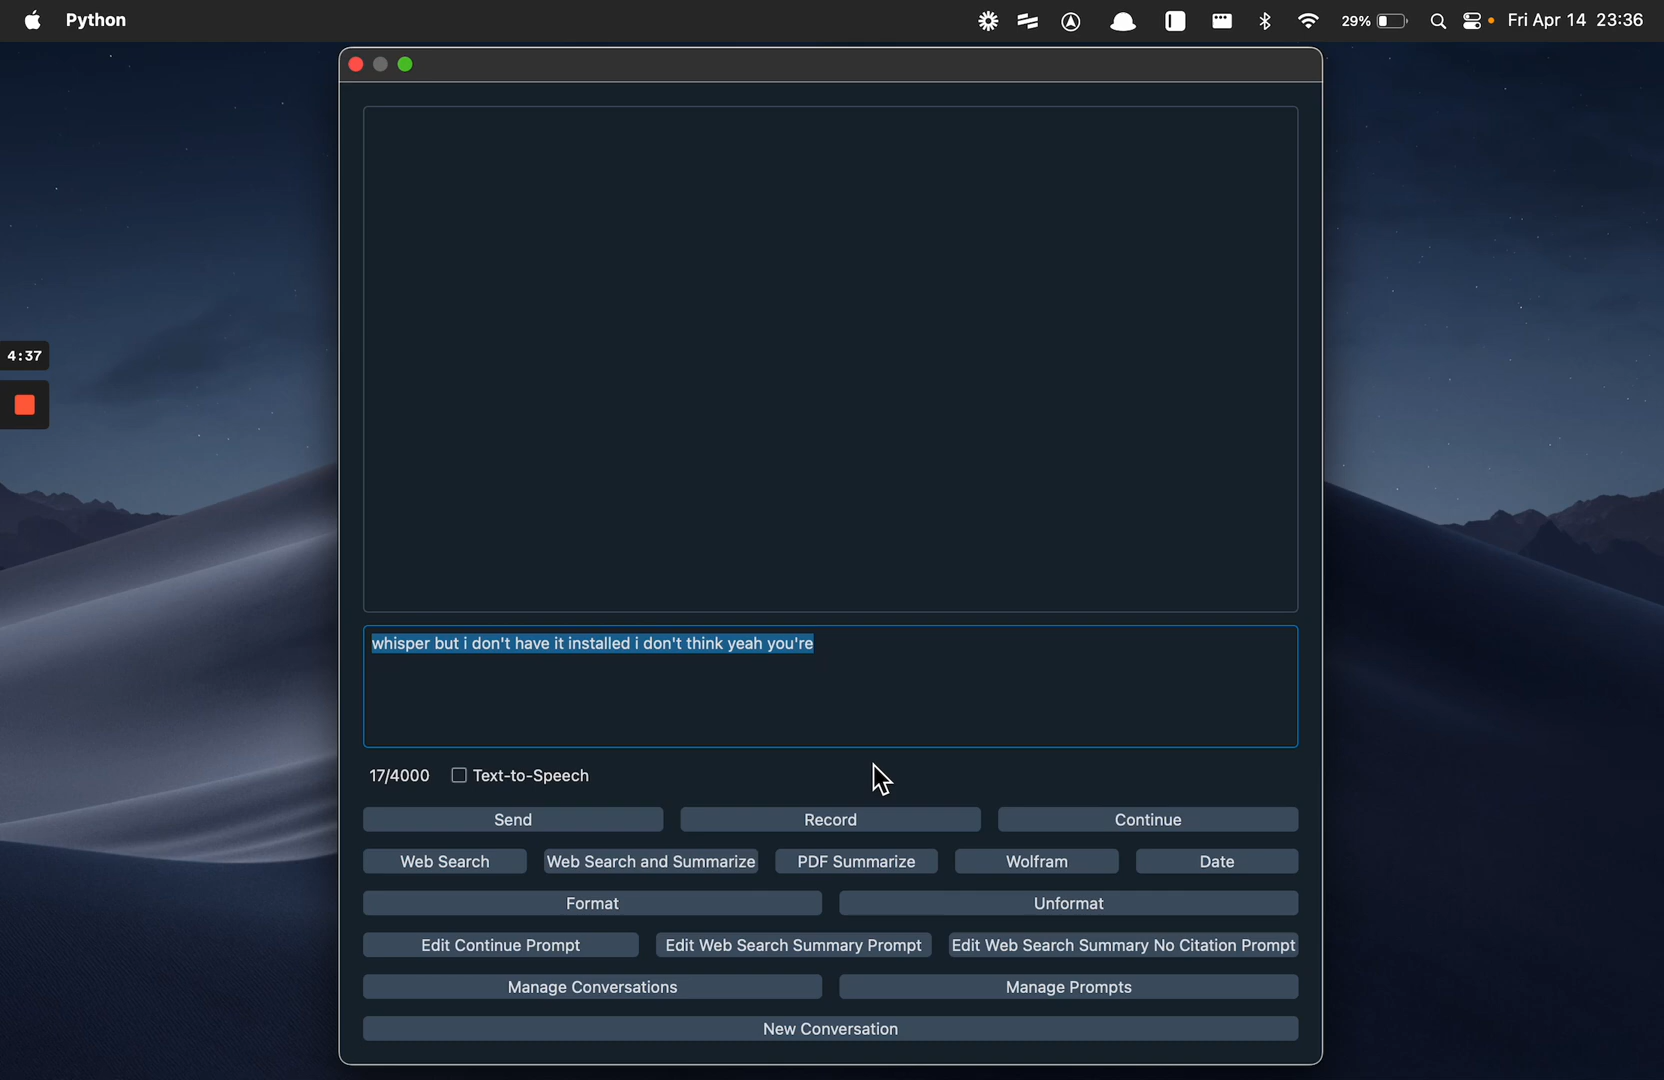 Python
29%
Fri Apr 14 23:36
4:37
whisper but i don't have it installed i don't think yeah you're
17/4000
Text-to-Speech
Send
Record
Continue
Web Search
Web Search and Summarize
PDF Summarize
Wolfram
Date
Format
Unformat
Edit Continue Prompt
Edit Web Search Summary Prompt
Edit Web Search Summary No Citation Prompt
Manage Conversations
Manage Prompts
New Conversation